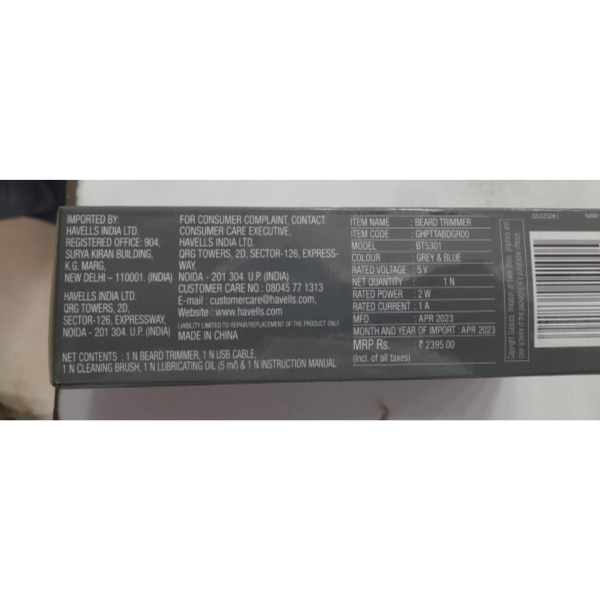 IMPORTED BY:
HAVELLS INDIA LTD.
REGISTERED OFFICE: 904,
SURYA KIRAN BUILDING,
K.G. MARG,
NEW DELHI – 110001. (INDIA)
HAVELLS INDIA LTD.
QRG TOWERS, 2D,
SECTOR-126, EXPRESSWAY,
NOIDA - 201 304. U.P. (INDIA)
FOR CONSUMER COMPLAINT, CONTACT:
CONSUMER CARE EXECUTIVE,
HAVELLS INDIA LTD.
QRG TOWERS, 2D, SECTOR-126, EXPRESS-
WAY,
NOIDA - 201 304. U.P. (INDIA)
CUSTOMER CARE NO.: 08045 77 1313
E-mail : customercare@havells.com,
Website : www.havells.com
LIABILITY LIMITED TO REPAIR/REPLACEMENT OF THE PRODUCT ONLY
MADE IN CHINA
NET CONTENTS : 1 N BEARD TRIMMER, 1 N USB CABLE,
1 N CLEANING BRUSH, 1 N LUBRICATING OIL (5 mℓ) & 1 N INSTRUCTION MANUAL
ITEM NAME : BEARD TRIMMER
ITEM CODE : GHPTTABDGR00
MODEL : BT5301
COLOUR : GREY & BLUE
RATED VOLTAGE : 5 V
NET QUANTITY : 1 N
RATED POWER : 2 W
RATED CURRENT : 1 A
MFD : APR 2023
MONTH AND YEAR OF IMPORT : APR 2023
MRP Rs. : ₹ 2395.00
(Incl. of all taxes)